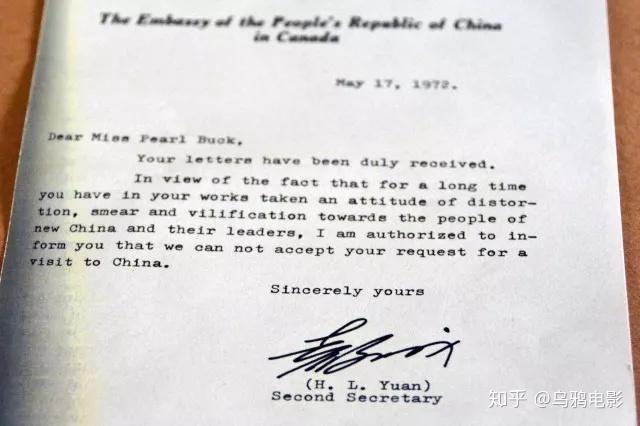 The Embassy of the People's Republic of China
in Canada
May 17, 1972.
Dear Miss Pearl Buck,
Your letters have been duly received.
In view of the fact that for a long time
you have in your works taken an attitude of distor-
tion, smear and vilification towards the people of
new China and their leaders, I am authorized to in-
form you that we can not accept your request for a
visit to China.
Sincerely yours
(H. L. Yuan)
Second Secretary
知乎 @乌鸦电影